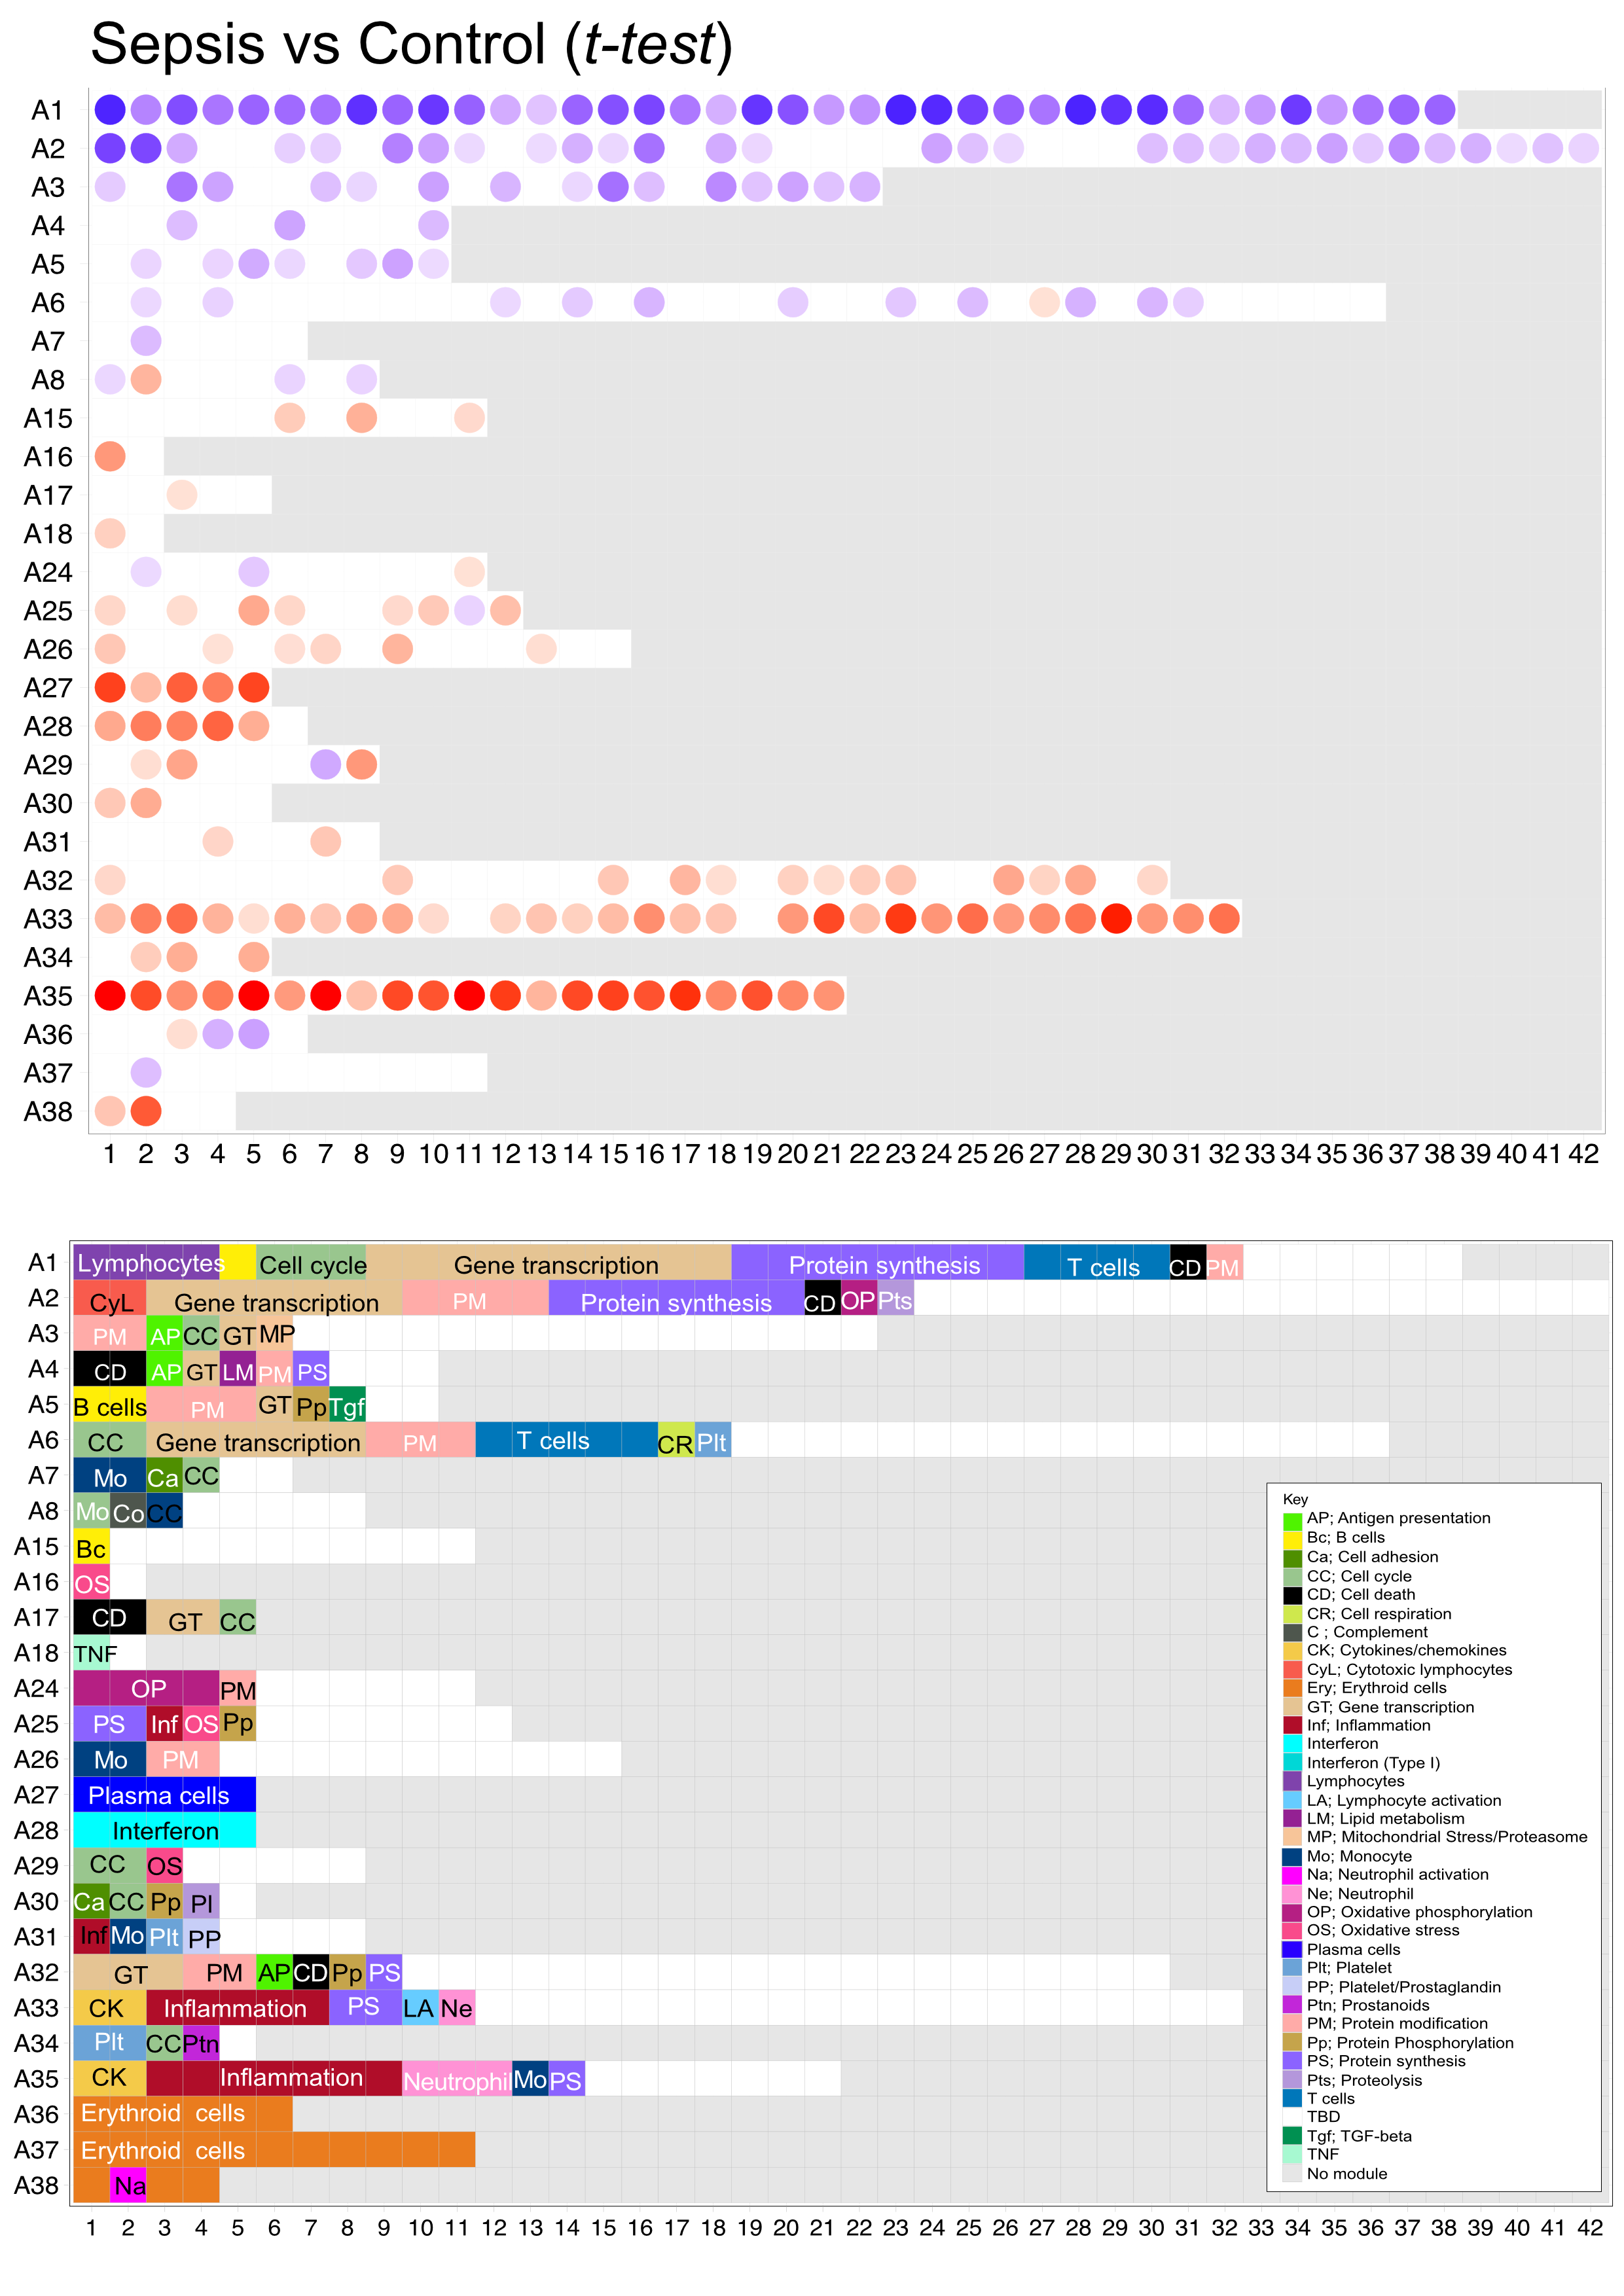 Sepsis vs Control (t-test)
A1
A2
A3
A4
A5
A6
A7
A8
A15
A16
A17
A18
A24
A25
A26
A27
A28
A29
A30
A31
A32
A33
A34
A35
A36
A37
A38
1 2 3 4 5 6 7 8 9 10 11 12 13 14 15 16 17 18 19 20 21 22 23 24 25 26 27 28 29 30 31 32 33 34 35 36 37 38 39 40 41 42
A1 Lymphocytes Cell cycle Gene transcription Protein synthesis T cells CD PM
A2 CyL Gene transcription PM Protein synthesis CD OP Pts
A3 PM AP CC GT MP
A4 CD AP GT LM PM PS
A5 B cells PM GT Pp Tgf
A6 CC Gene transcription PM T cells CR Plt
A7 Mo Ca CC
A8 Mo Co CC
A15 Bc
A16 OS
A17 CD GT CC
A18 TNF
A24 OP PM
A25 PS Inf OS Pp
A26 Mo PM
A27 Plasma cells
A28 Interferon
A29 CC OS
A30 Ca CC Pp Pl
A31 Inf Mo Plt PP
A32 GT PM AP CD Pp PS
A33 CK Inflammation PS LA Ne
A34 Plt CC Ptn
A35 CK Inflammation Neutrophil Mo PS
A36 Erythroid cells
A37 Erythroid cells
A38 Na
1 2 3 4 5 6 7 8 9 10 11 12 13 14 15 16 17 18 19 20 21 22 23 24 25 26 27 28 29 30 31 32 33 34 35 36 37 38 39 40 41 42
Key
AP; Antigen presentation
Bc; B cells
Ca; Cell adhesion
CC; Cell cycle
CD; Cell death
CR; Cell respiration
C ; Complement
CK; Cytokines/chemokines
CyL; Cytotoxic lymphocytes
Ery; Erythroid cells
GT; Gene transcription
Inf; Inflammation
Interferon
Interferon (Type I)
Lymphocytes
LA; Lymphocyte activation
LM; Lipid metabolism
MP; Mitochondrial Stress/Proteasome
Mo; Monocyte
Na; Neutrophil activation
Ne; Neutrophil
OP; Oxidative phosphorylation
OS; Oxidative stress
Plasma cells
Plt; Platelet
PP; Platelet/Prostaglandin
Ptn; Prostanoids
PM; Protein modification
Pp; Protein Phosphorylation
PS; Protein synthesis
Pts; Proteolysis
T cells
TBD
Tgf; TGF-beta
TNF
No module